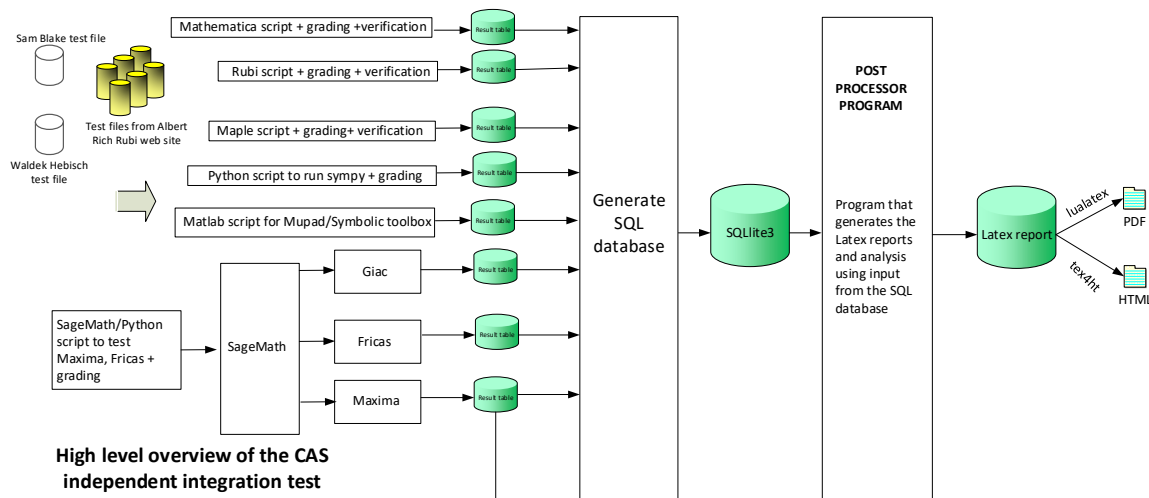 Sam Blake test file
Test files from Albert
Rich Rubi web site
Waldek Hebisch
test file
Mathematica script + grading +verification
Result table
Rubi script + grading + verification
Result table
Maple script + grading+ verification
Result table
Python script to run sympy + grading
Result table
Matlab script for Mupad/Symbolic toolbox
Result table
SageMath/Python
script to test
Maxima, Fricas +
grading
SageMath
Giac
Result table
Fricas
Result table
Maxima
Result table
Generate
SQL
database
SQLlite3
POST
PROCESSOR
PROGRAM
Program that
generates the
Latex reports
and analysis
using input
from the SQL
database
Latex report
lualatex
PDF
tex4ht
HTML
High level overview of the CAS
independent integration test